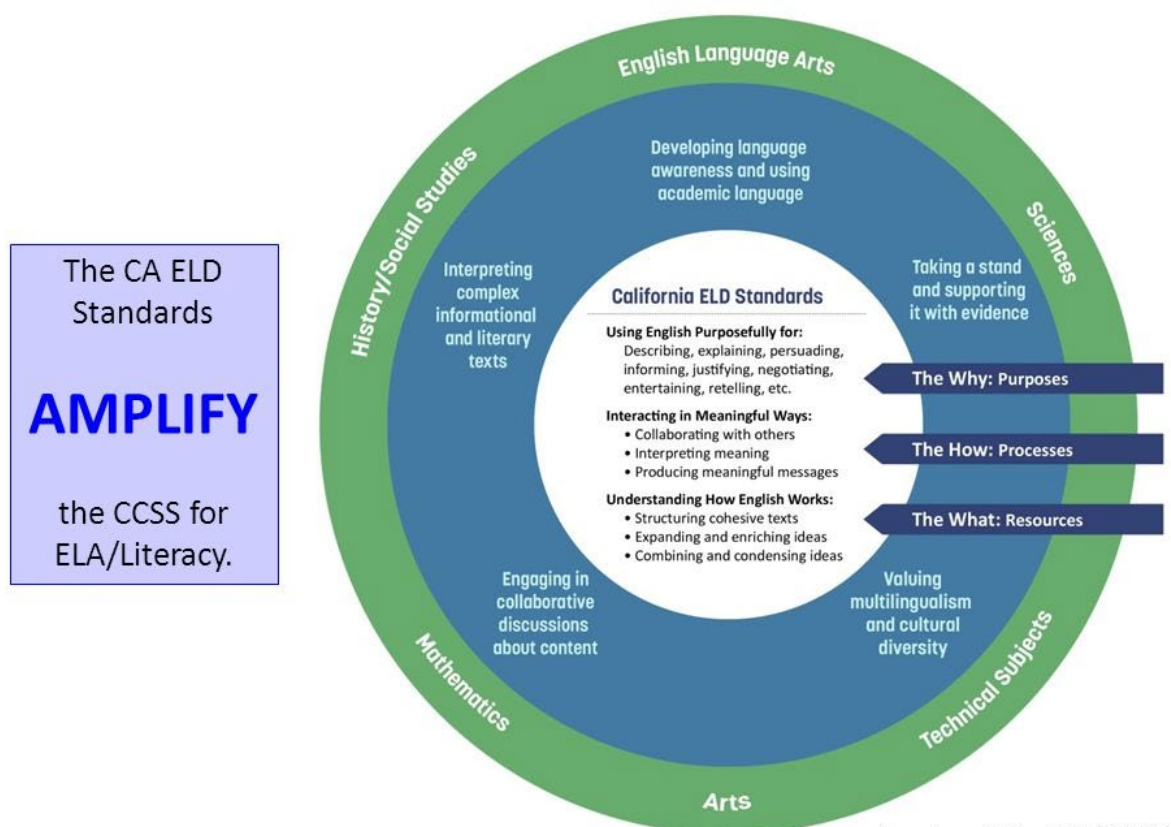 The CA ELD
Standards
AMPLIFY
the CCSS for
ELA/Literacy.
English Language Arts
History/Social Studies
Sciences
Mathematics
Technical Subjects
Arts
Developing language
awareness and using
academic language
Interpreting
complex
informational
and literary
texts
Taking a stand
and supporting
it with evidence
Engaging in
collaborative
discussions
about content
Valuing
multilingualism
and cultural
diversity
California ELD Standards
Using English Purposefully for:
Describing, explaining, persuading,
informing, justifying, negotiating,
entertaining, retelling, etc.
Interacting in Meaningful Ways:
• Collaborating with others
• Interpreting meaning
• Producing meaningful messages
Understanding How English Works:
• Structuring cohesive texts
• Expanding and enriching ideas
• Combining and condensing ideas
The Why: Purposes
The How: Processes
The What: Resources